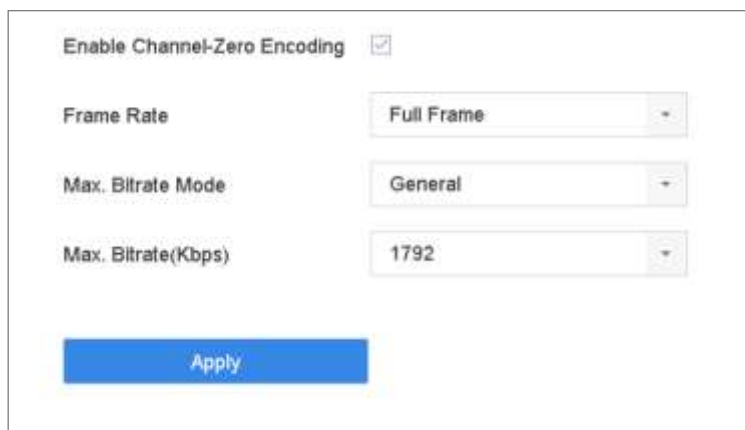 Enable Channel-Zero Encoding
Frame Rate Full Frame
Max. Bitrate Mode General
Max. Bitrate(Kbps) 1792
Apply